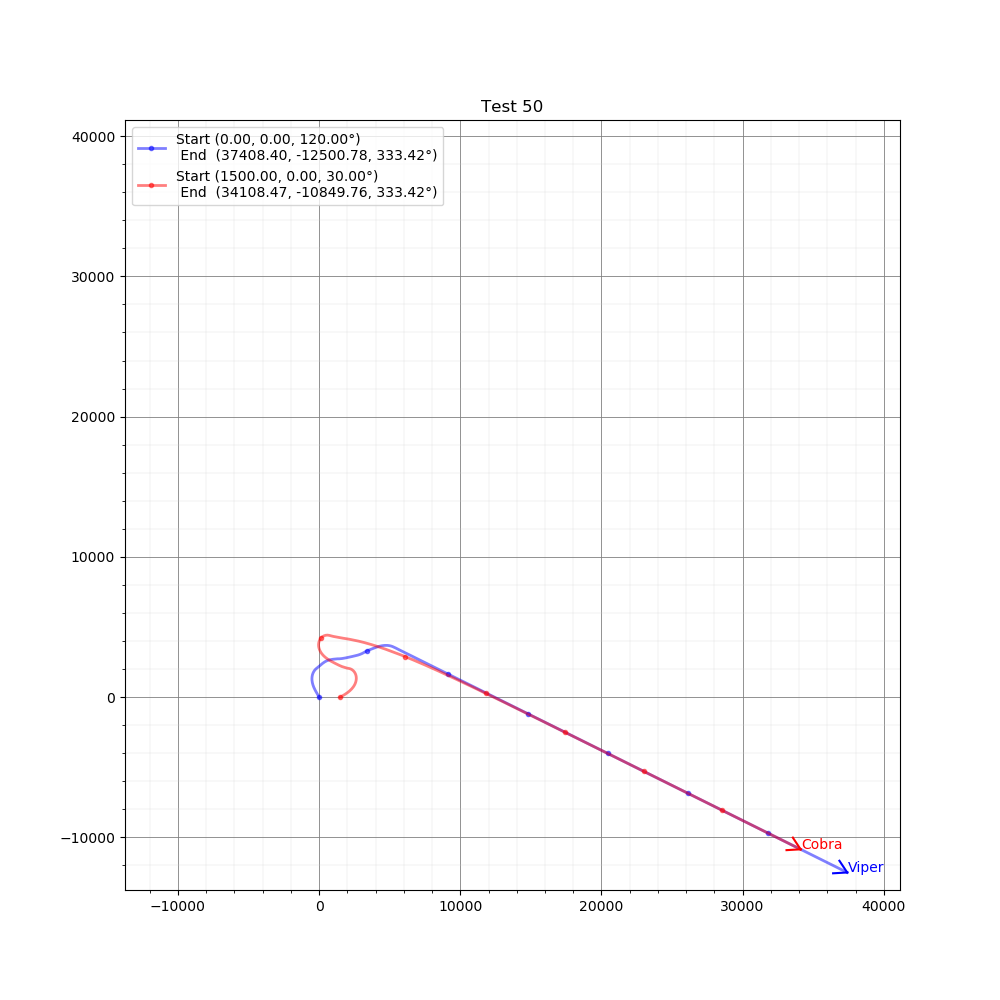 Test 50
Start (0.00, 0.00, 120.00°)
End (37408.40, -12500.78, 333.42°)
Start (1500.00, 0.00, 30.00°)
End (34108.47, -10849.76, 333.42°)
40000
30000
20000
10000
0
−10000
Cobra
Viper
−10000 0 10000 20000 30000 40000